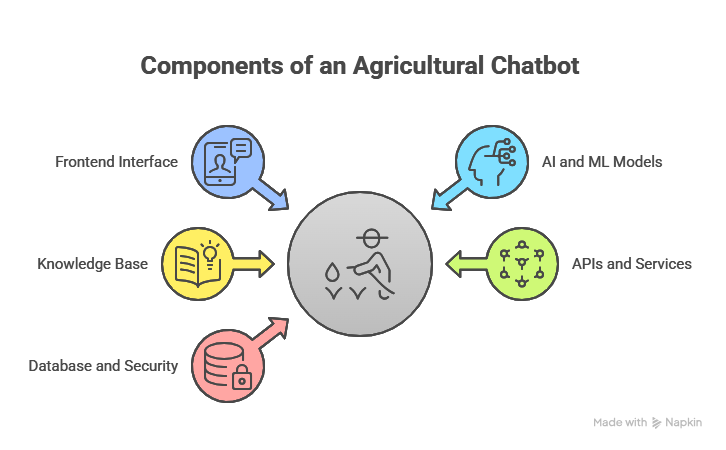 Components of an Agricultural Chatbot
Frontend Interface
AI and ML Models
Knowledge Base
APIs and Services
Database and Security
Made with Napkin